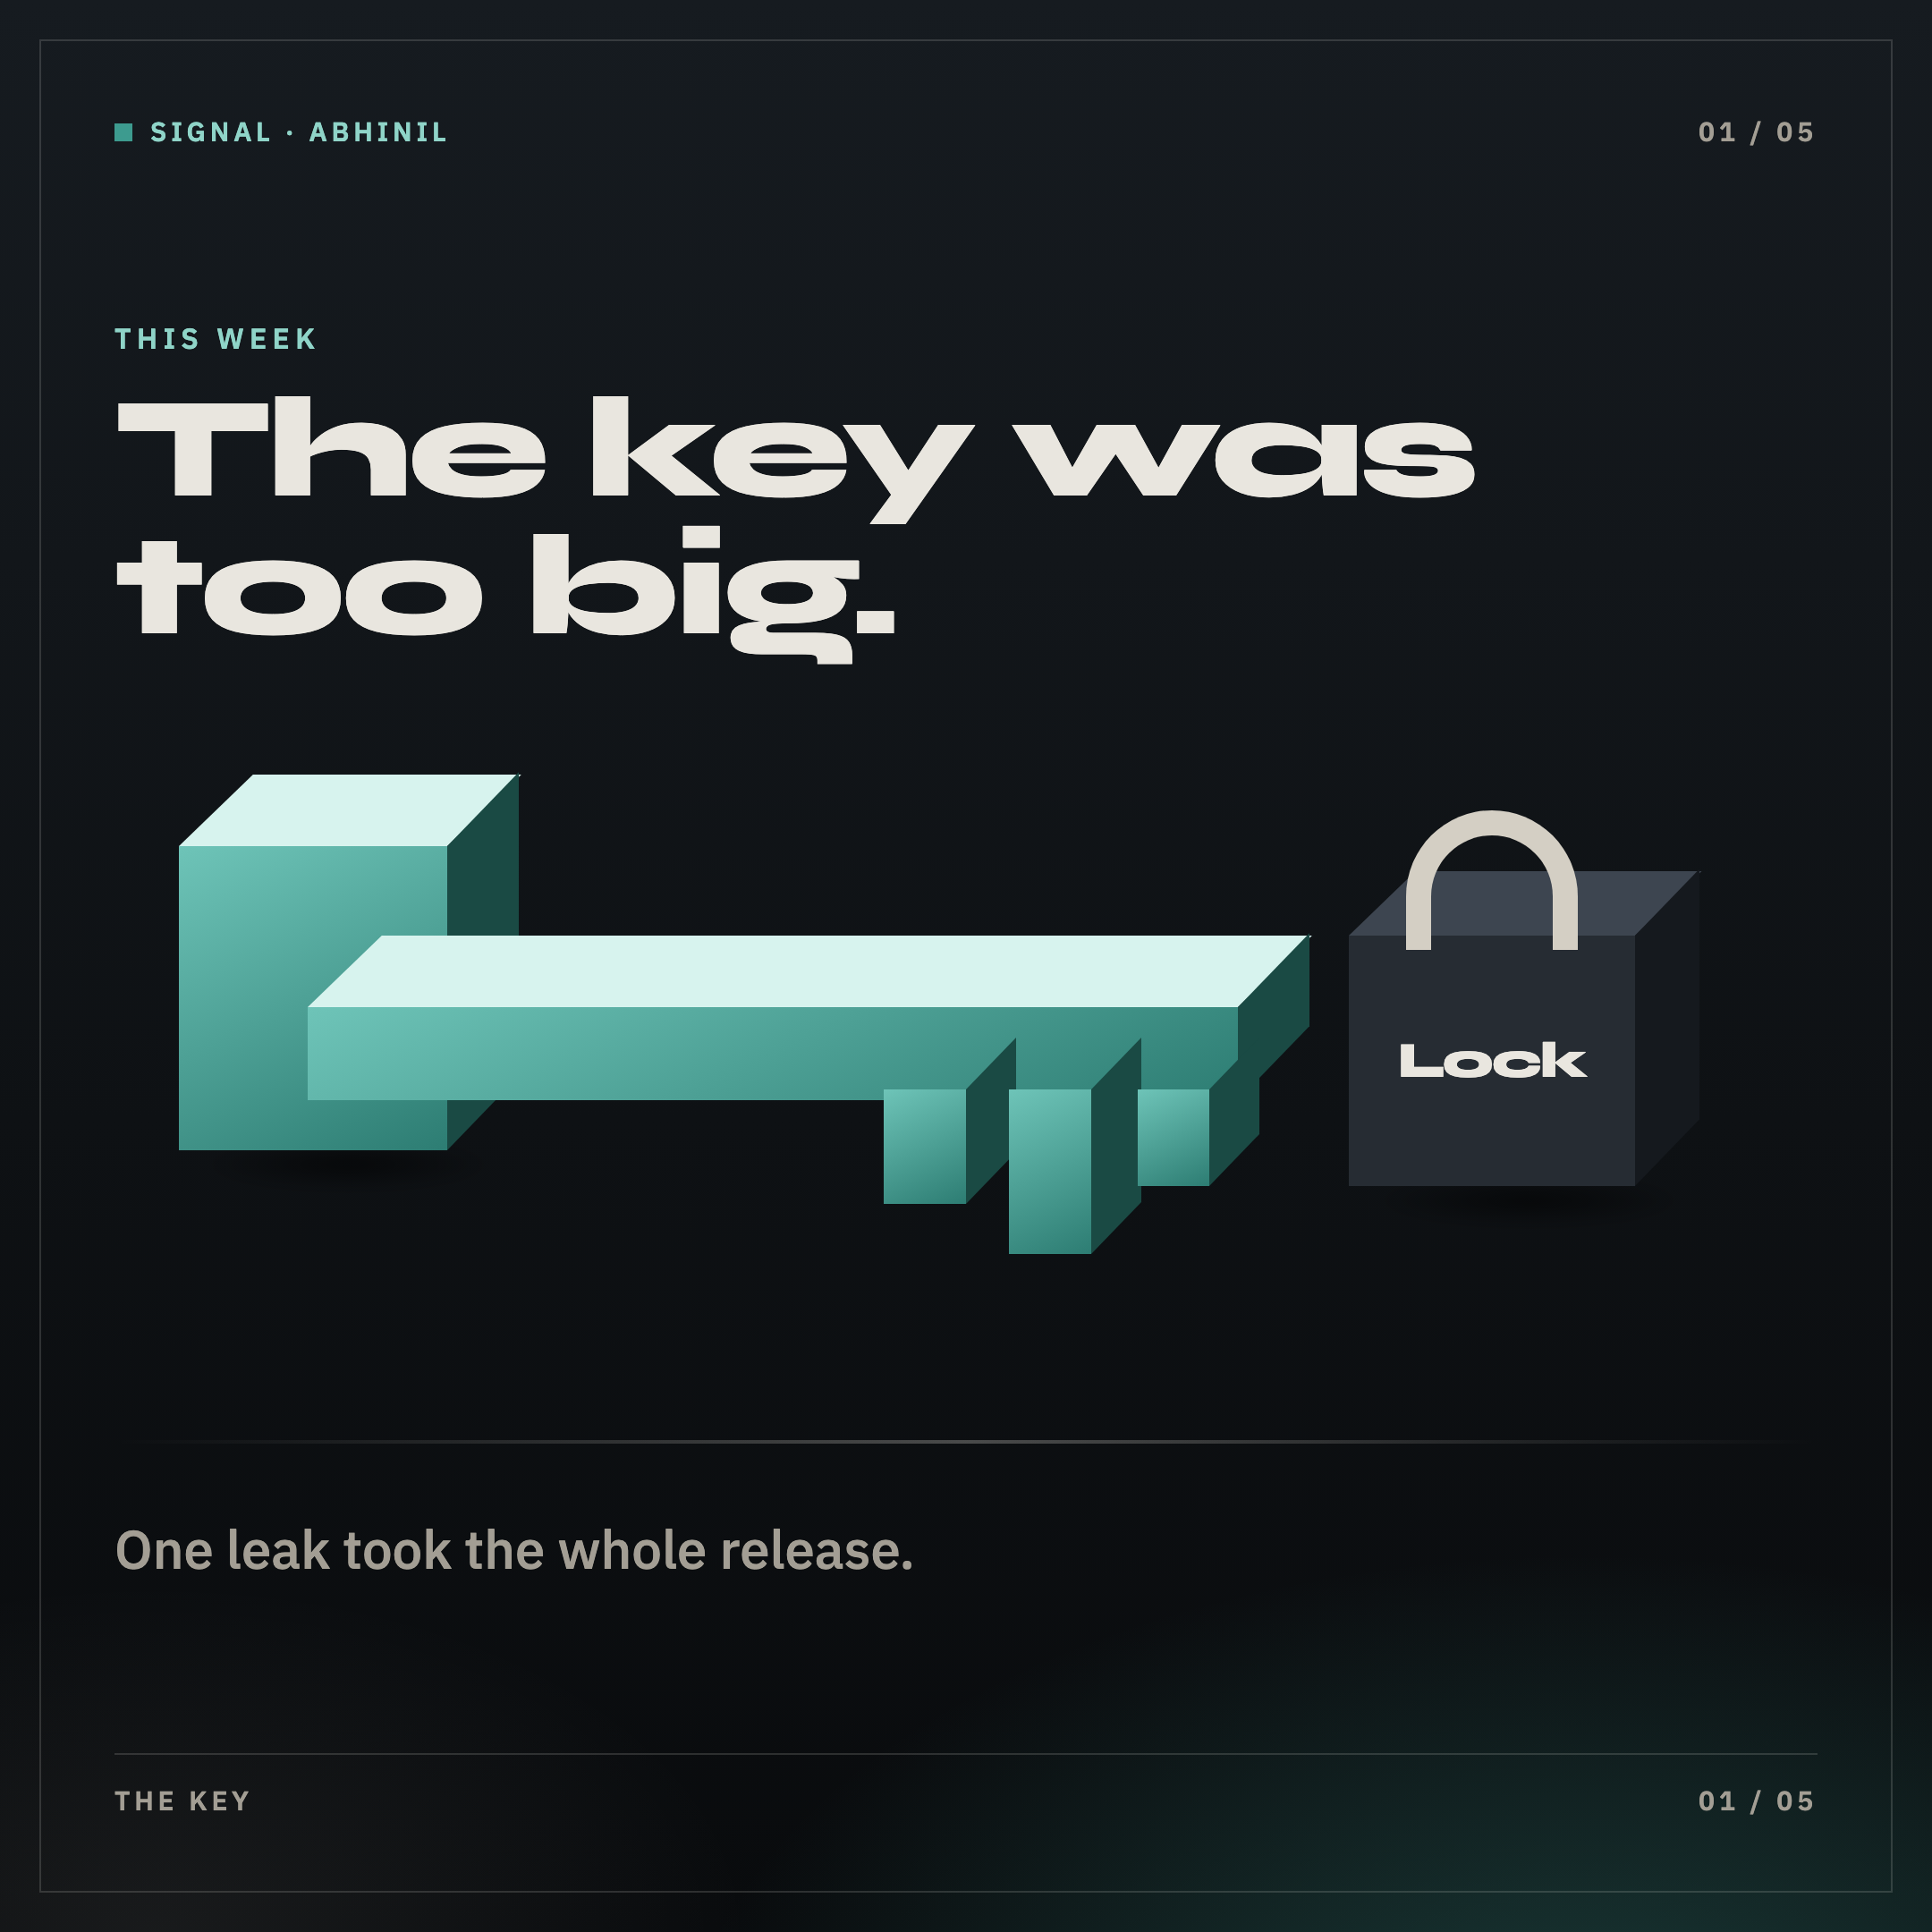 SIGNAL · ABHINIL
01 / 05
THIS WEEK
The key was
too big.
Lock
One leak took the whole release.
THE KEY
01 / 05